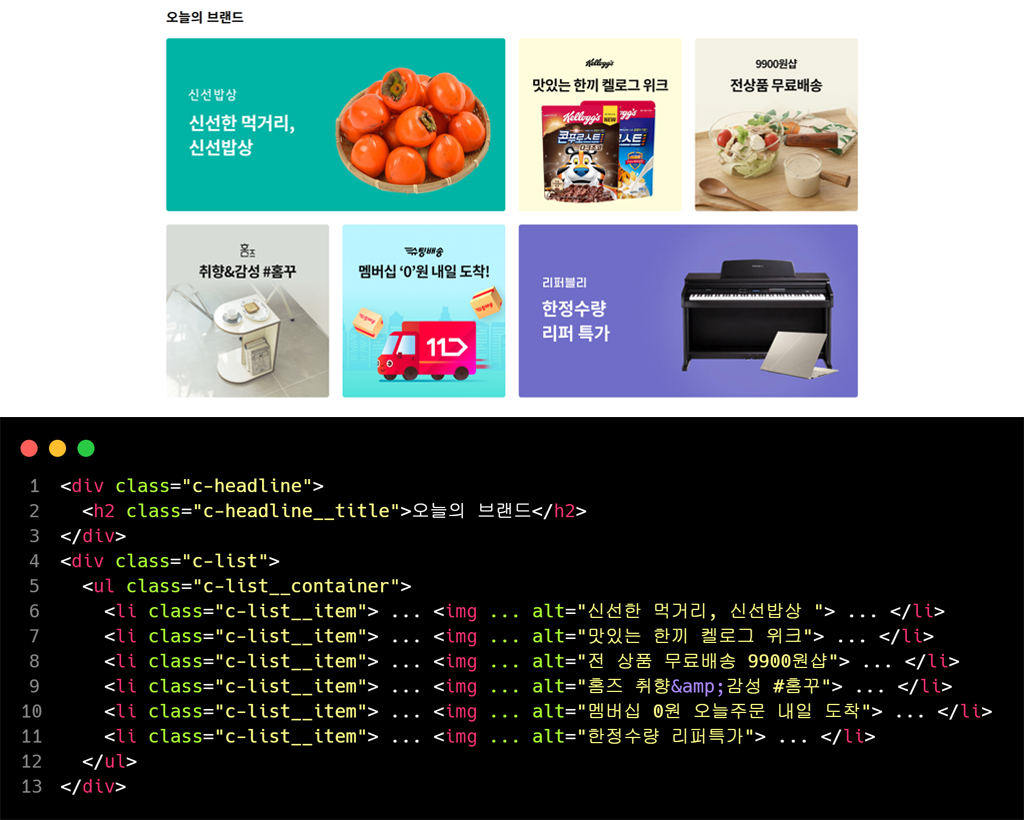 오늘의 브랜드
신선밥상
신선한 먹거리,
신선밥상
Kellogg's
맛있는 한끼 켈로그 위크
Kellogg's
NEW
콘푸로스트
9900원샵
전상품 무료배송
홈즈
취향&감성 #홈꾸
슈팅배송
멤버십 ‘0’원 내일 도착!
11
리퍼블리
한정수량
리퍼 특가
1 <div class="c-headline">
2 <h2 class="c-headline__title">오늘의 브랜드</h2>
3 </div>
4 <div class="c-list">
5 <ul class="c-list__container">
6 <li class="c-list__item"> ... <img ... alt="신선한 먹거리, 신선밥상 "> ... </li>
7 <li class="c-list__item"> ... <img ... alt="맛있는 한끼 켈로그 위크"> ... </li>
8 <li class="c-list__item"> ... <img ... alt="전 상품 무료배송 9900원샵"> ... </li>
9 <li class="c-list__item"> ... <img ... alt="홈즈 취향&amp;감성 #홈꾸"> ... </li>
10 <li class="c-list__item"> ... <img ... alt="멤버십 0원 오늘주문 내일 도착"> ... </li>
11 <li class="c-list__item"> ... <img ... alt="한정수량 리퍼특가"> ... </li>
12 </ul>
13 </div>